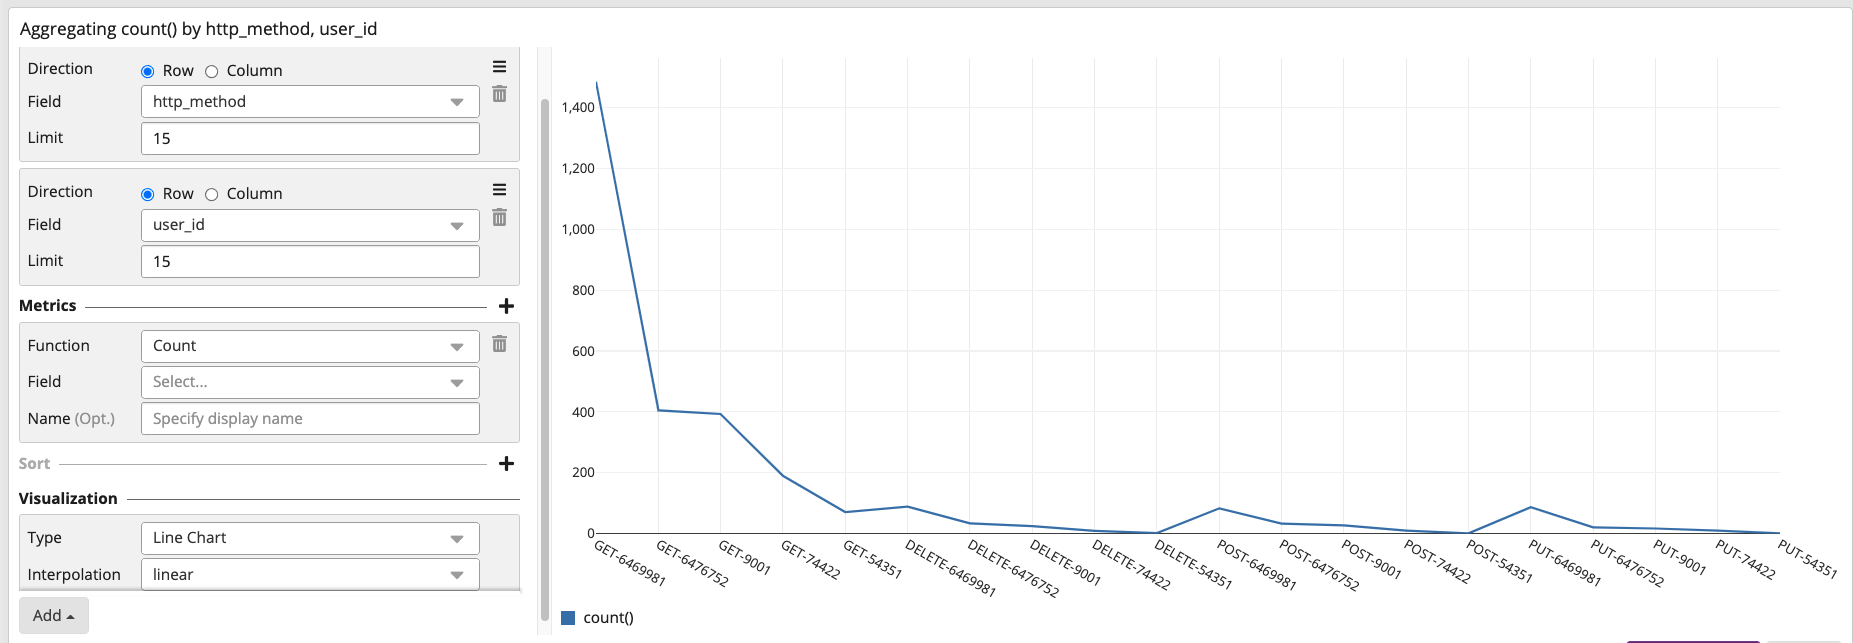 Aggregating count() by http_method, user_id
Direction
Row Column
Field
http_method
Limit
15
Direction
Row Column
Field
user_id
Limit
15
Metrics
Function
Count
Field
Select...
Name (Opt.)
Specify display name
Sort
Visualization
Type
Line Chart
Interpolation
linear
Add
1,400
1,200
1,000
800
600
400
200
0
GET-6469981
GET-6476752
GET-9001
GET-74422
GET-54351
DELETE-6469981
DELETE-6476752
DELETE-9001
DELETE-74422
DELETE-54351
POST-6469981
POST-6476752
POST-9001
POST-74422
POST-54351
PUT-6469981
PUT-6476752
PUT-9001
PUT-74422
PUT-54351
count()